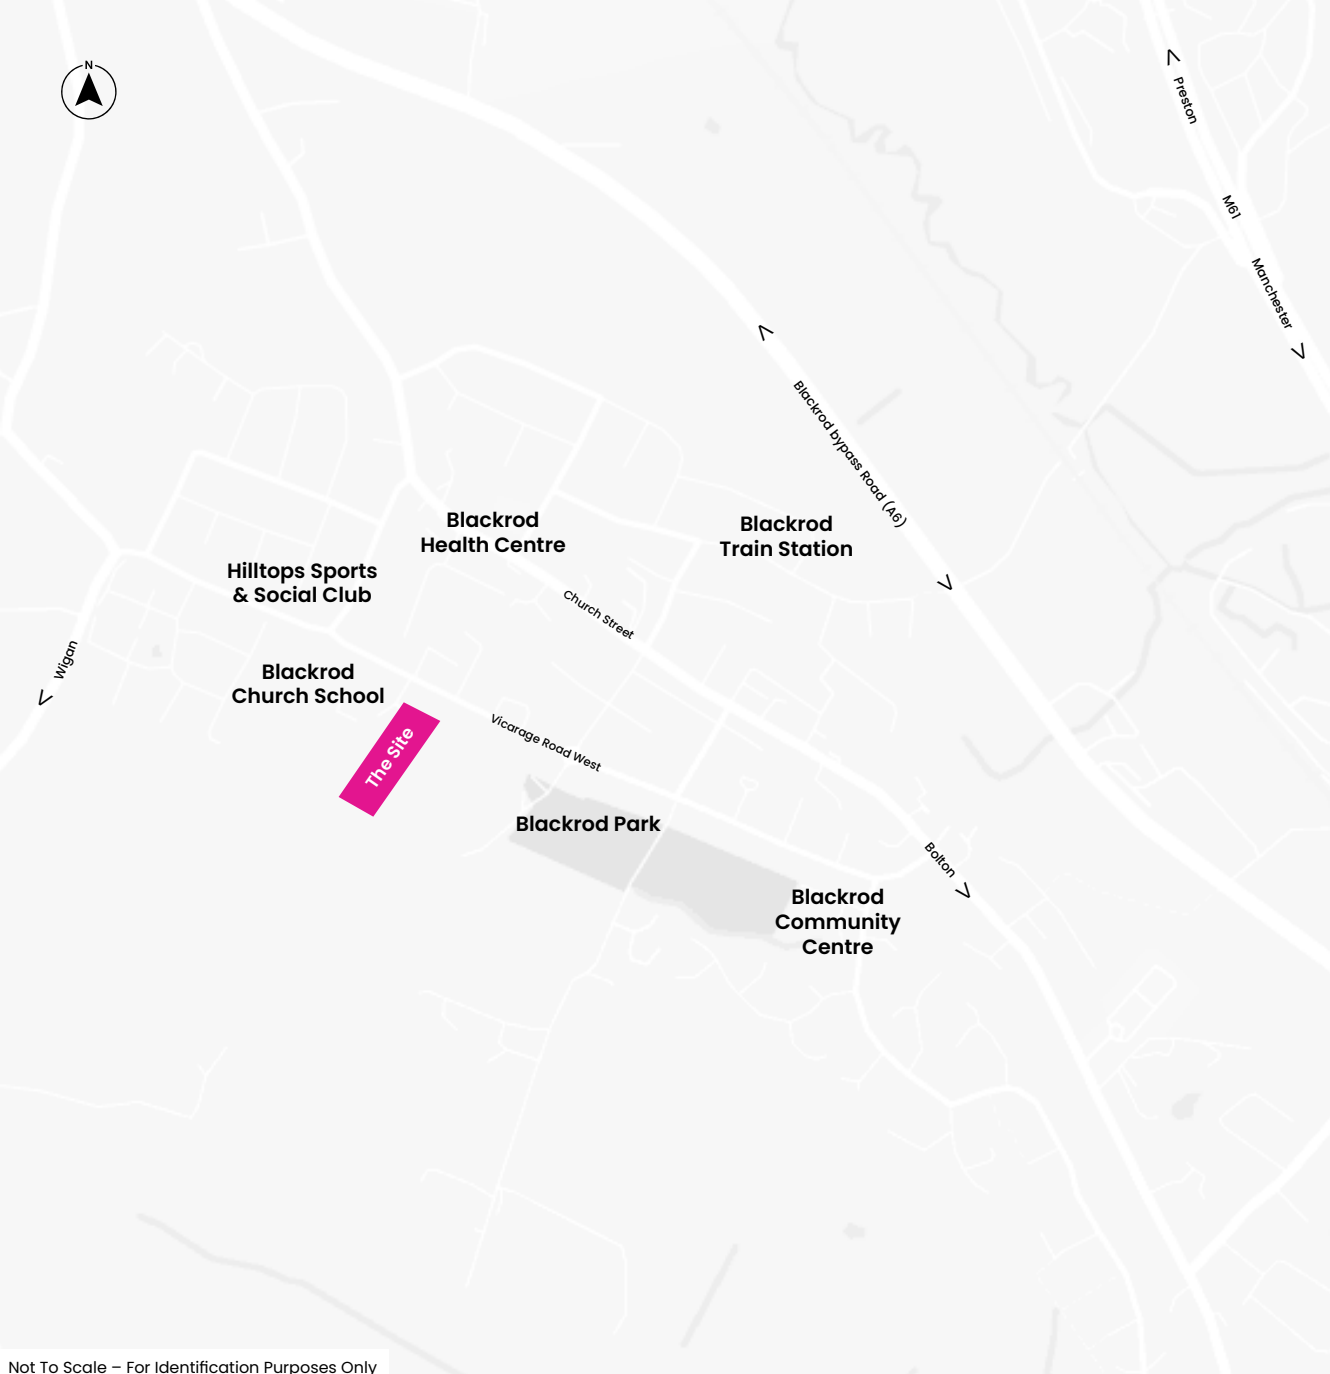 N
Preston
M61
Manchester
Blackrod bypass Road (A6)
Blackrod
Health Centre
Blackrod
Train Station
Hilltops Sports
& Social Club
Church Street
Wigan
Blackrod
Church School
The Site
Vicarage Road West
Blackrod Park
Bolton
Blackrod
Community
Centre
Not To Scale – For Identification Purposes Only